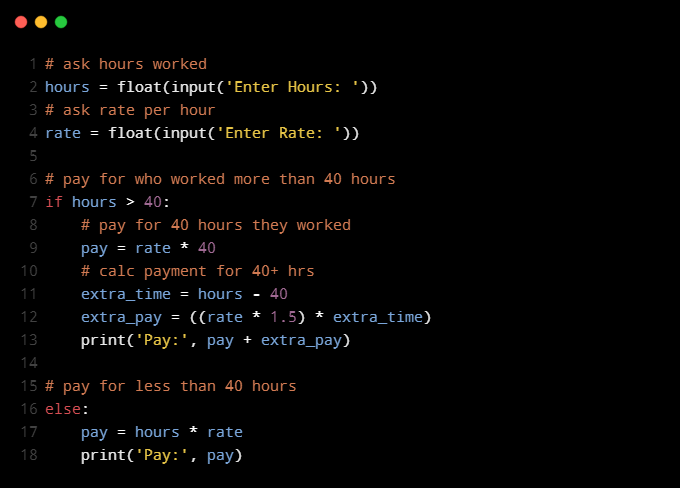 1 # ask hours worked
2 hours = float(input('Enter Hours: '))
3 # ask rate per hour
4 rate = float(input('Enter Rate: '))
5
6 # pay for who worked more than 40 hours
7 if hours > 40:
8     # pay for 40 hours they worked
9     pay = rate * 40
10     # calc payment for 40+ hrs
11     extra_time = hours - 40
12     extra_pay = ((rate * 1.5) * extra_time)
13     print('Pay:', pay + extra_pay)
14
15 # pay for less than 40 hours
16 else:
17     pay = hours * rate
18     print('Pay:', pay)